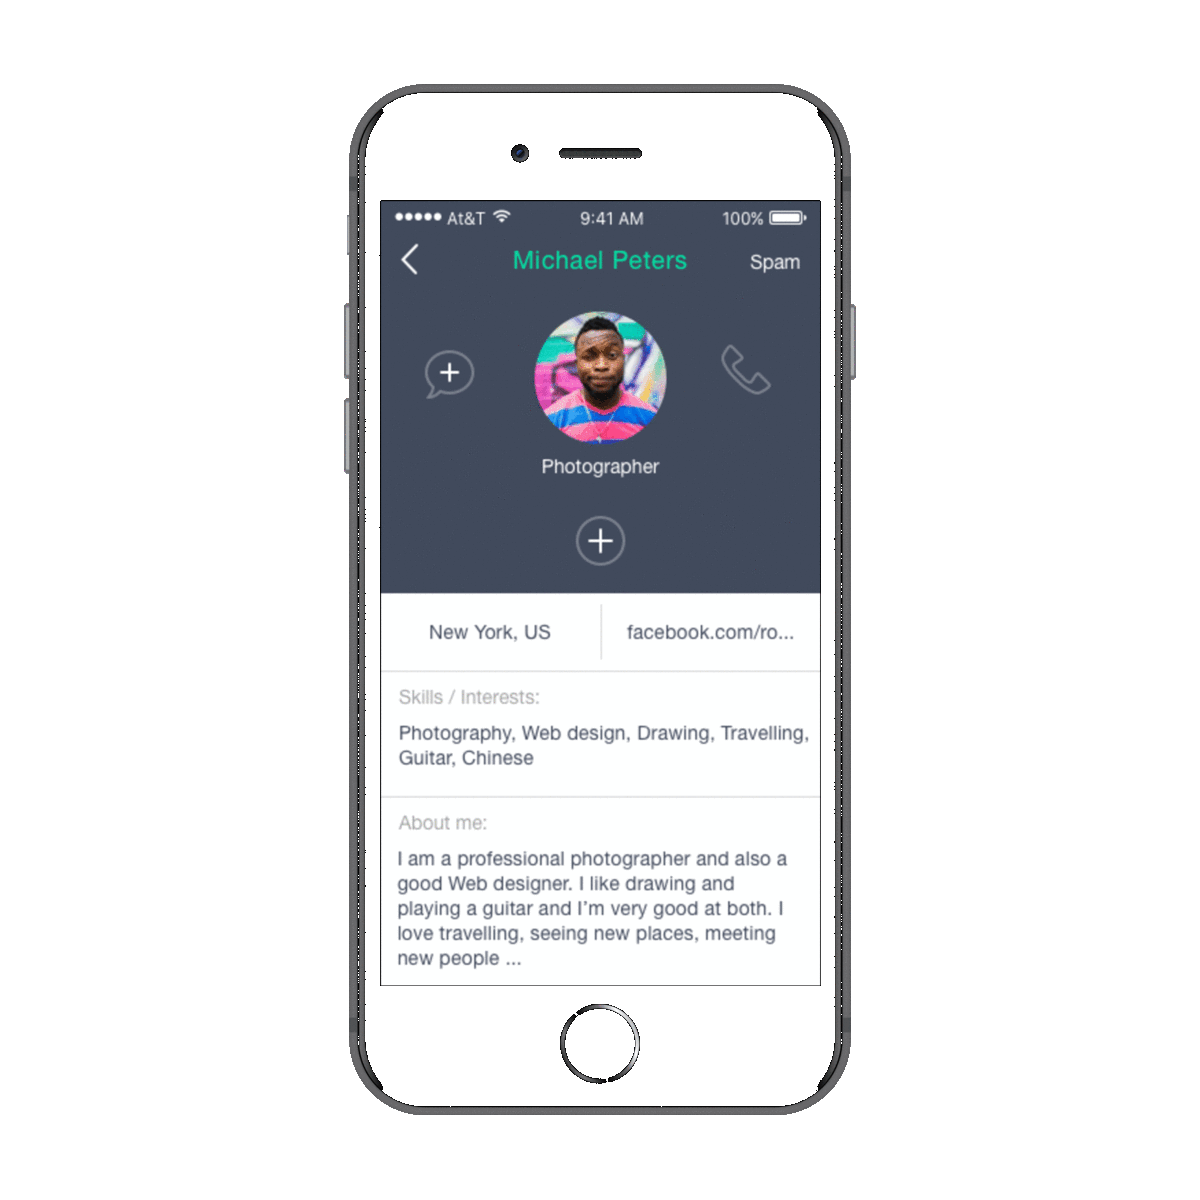 At&T 9:41 AM 100%
Michael Peters Spam
Photographer
New York, US facebook.com/ro...
Skills / Interests:
Photography, Web design, Drawing, Travelling,
Guitar, Chinese
About me:
I am a professional photographer and also a
good Web designer. I like drawing and
playing a guitar and I’m very good at both. I
love travelling, seeing new places, meeting
new people ...